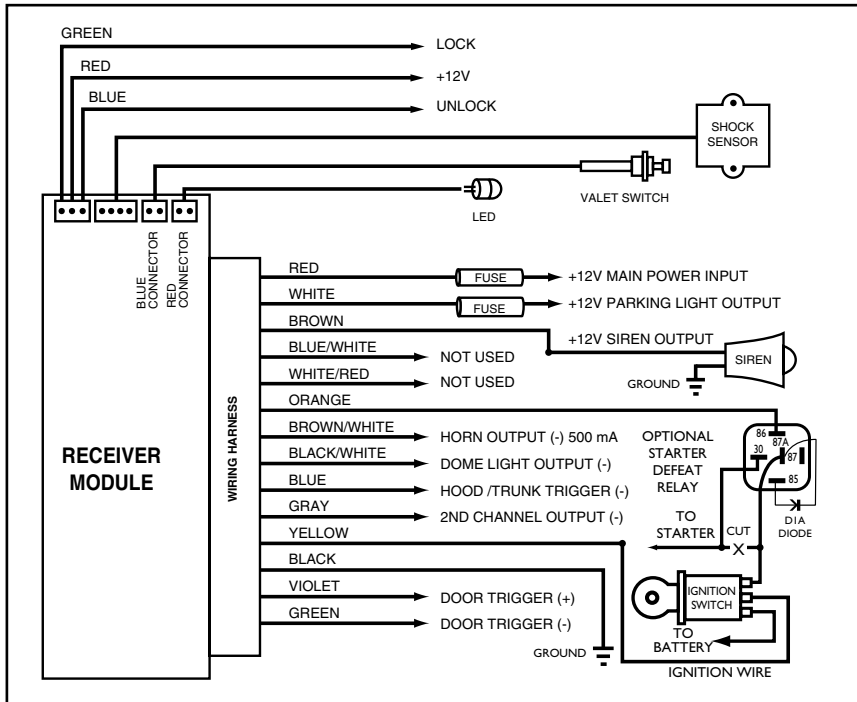 GREEN
LOCK
RED
+12V
BLUE
UNLOCK
SHOCK
SENSOR
VALET SWITCH
LED
BLUE
CONNECTOR
RED
CONNECTOR
RECEIVER
MODULE
WIRING HARNESS
RED
FUSE
+12V MAIN POWER INPUT
WHITE
FUSE
+12V PARKING LIGHT OUTPUT
BROWN
+12V SIREN OUTPUT
SIREN
GROUND
BLUE/WHITE
NOT USED
WHITE/RED
NOT USED
ORANGE
BROWN/WHITE
HORN OUTPUT (-) 500 mA
BLACK/WHITE
DOME LIGHT OUTPUT (-)
BLUE
HOOD /TRUNK TRIGGER (-)
GRAY
2ND CHANNEL OUTPUT (-)
YELLOW
BLACK
VIOLET
DOOR TRIGGER (+)
GREEN
DOOR TRIGGER (-)
GROUND
OPTIONAL
STARTER
DEFEAT
RELAY
86
87A
30
87
85
DIA
DIODE
TO
STARTER
CUT
X
IGNITION
SWITCH
TO
BATTERY
IGNITION WIRE